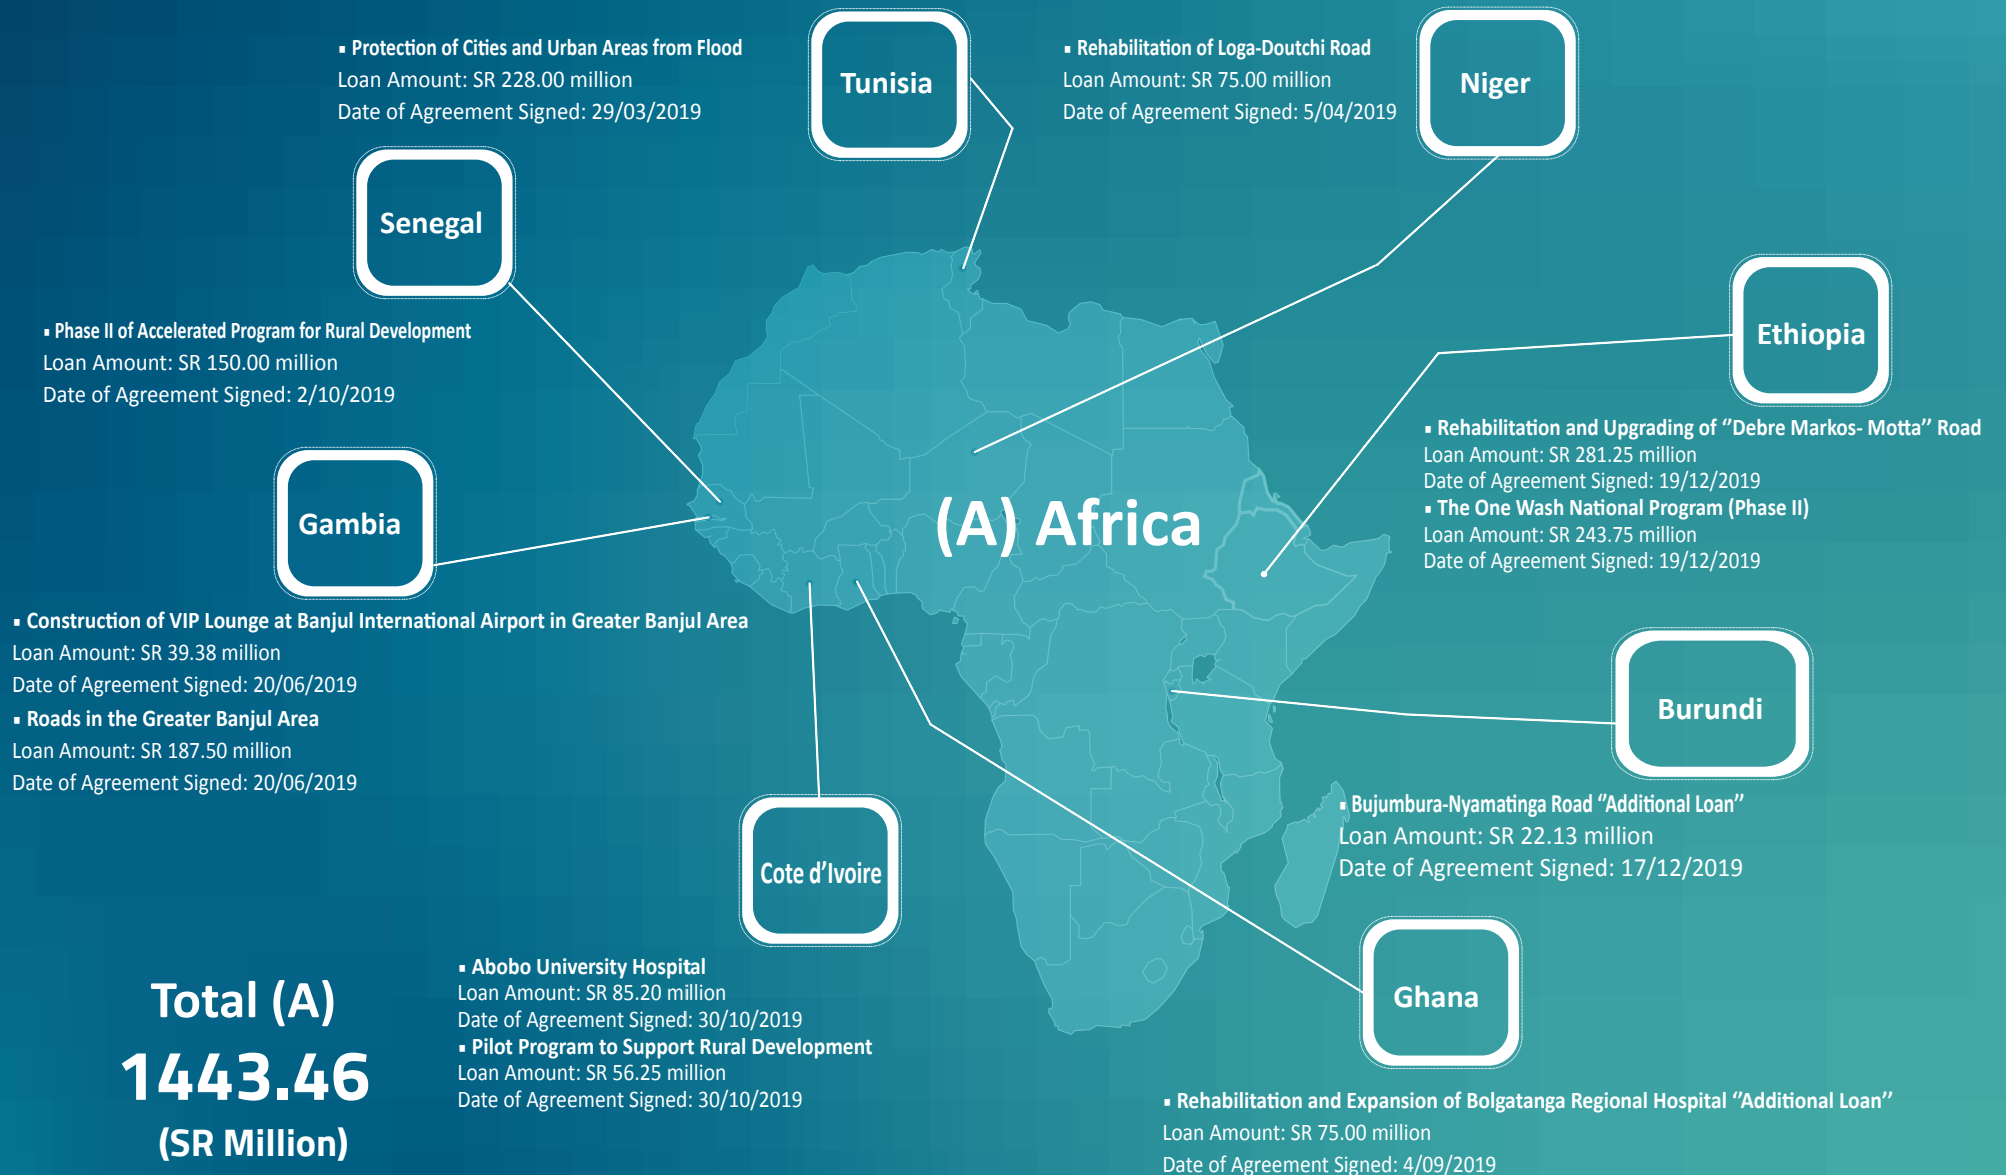 ▪ Protection of Cities and Urban Areas from Flood
Loan Amount: SR 228.00 million
Date of Agreement Signed: 29/03/2019
Tunisia
▪ Rehabilitation of Loga-Doutchi Road
Loan Amount: SR 75.00 million
Date of Agreement Signed: 5/04/2019
Niger
Senegal
▪ Phase II of Accelerated Program for Rural Development
Loan Amount: SR 150.00 million
Date of Agreement Signed: 2/10/2019
Ethiopia
▪ Rehabilitation and Upgrading of ‘’Debre Markos- Motta’’ Road
Loan Amount: SR 281.25 million
Date of Agreement Signed: 19/12/2019
▪ The One Wash National Program (Phase II)
Loan Amount: SR 243.75 million
Date of Agreement Signed: 19/12/2019
(A) Africa
Gambia
▪ Construction of VIP Lounge at Banjul International Airport in Greater Banjul Area
Loan Amount: SR 39.38 million
Date of Agreement Signed: 20/06/2019
▪ Roads in the Greater Banjul Area
Loan Amount: SR 187.50 million
Date of Agreement Signed: 20/06/2019
Burundi
▪ Bujumbura-Nyamatinga Road ‘’Additional Loan’’
Loan Amount: SR 22.13 million
Date of Agreement Signed: 17/12/2019
Cote d’Ivoire
▪ Abobo University Hospital
Loan Amount: SR 85.20 million
Date of Agreement Signed: 30/10/2019
▪ Pilot Program to Support Rural Development
Loan Amount: SR 56.25 million
Date of Agreement Signed: 30/10/2019
Ghana
▪ Rehabilitation and Expansion of Bolgatanga Regional Hospital ‘’Additional Loan’’
Loan Amount: SR 75.00 million
Date of Agreement Signed: 4/09/2019
Total (A)
1443.46
(SR Million)